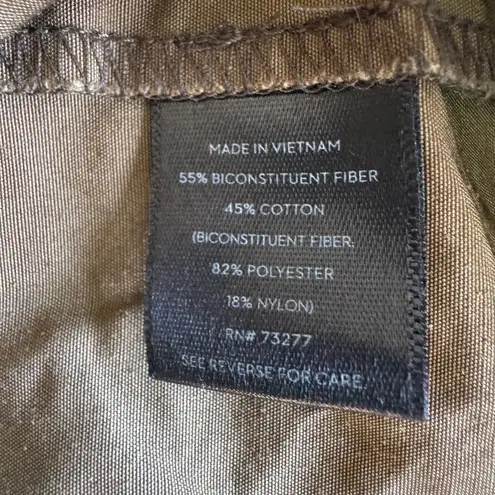 MADE IN VIETNAM
55% BICONSTITUENT FIBER
45% COTTON
(BICONSTITUENT FIBER:
82% POLYESTER
18% NYLON)
RN# 73277
SEE REVERSE FOR CARE